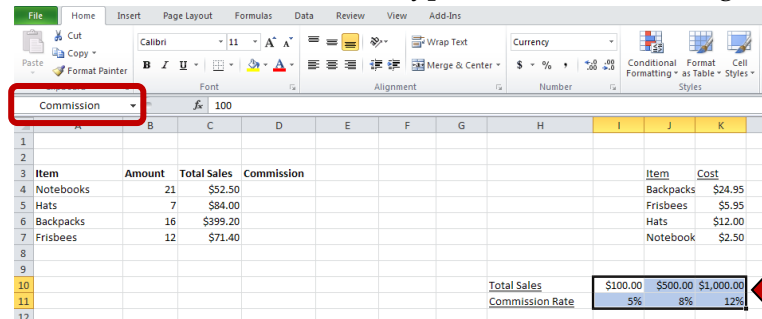 File Home Insert Page Layout Formulas Data Review View Add-Ins
Cut
Copy
Format Painter
Paste
Calibri 11 A A
B I U A
Font
Wrap Text
Merge & Center
Alignment
Currency
$ % , .0 .00 .00 .0
Number
Conditional Formatting
Format as Table
Cell Styles
Styles
Commission fx 100
A B C D E F G H I J K
1
2
3 Item Amount Total Sales Commission Item Cost
4 Notebooks 21 $52.50 Backpacks $24.95
5 Hats 7 $84.00 Frisbees $5.95
6 Backpacks 16 $399.20 Hats $12.00
7 Frisbees 12 $71.40 Notebook $2.50
8
9
10 Total Sales $100.00 $500.00 $1,000.00
11 Commission Rate 5% 8% 12%
12